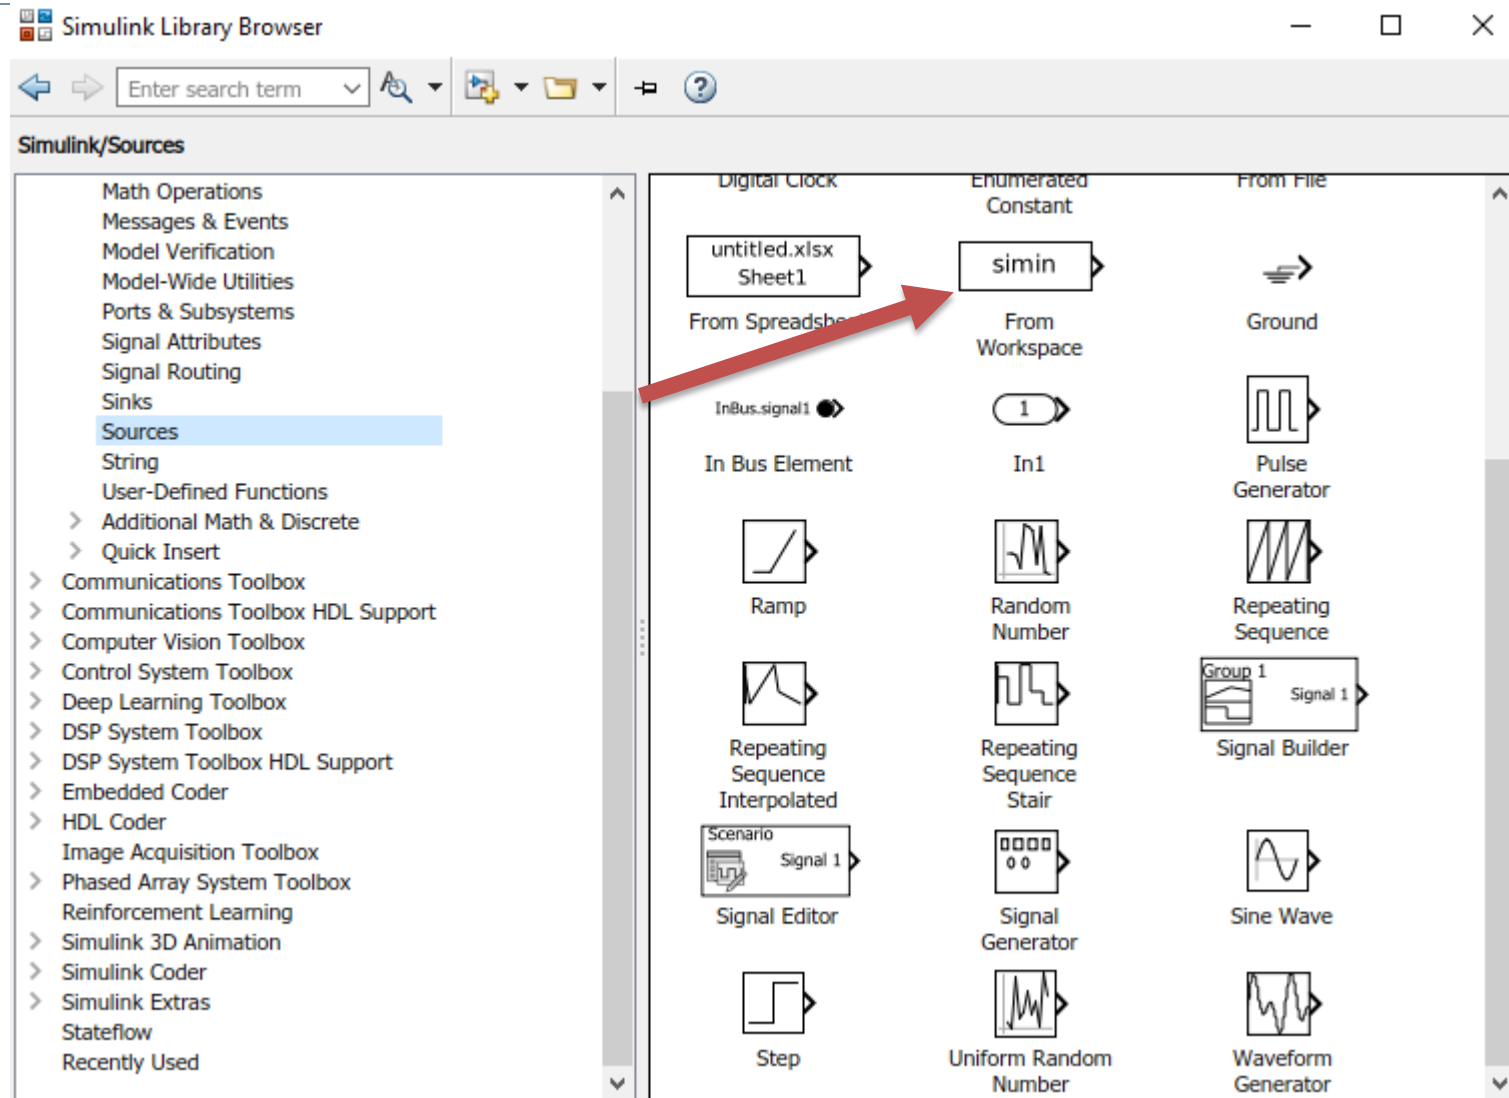 Simulink Library Browser
Enter search term
Simulink/Sources
Math Operations
Messages & Events
Model Verification
Model-Wide Utilities
Ports & Subsystems
Signal Attributes
Signal Routing
Sinks
Sources
String
User-Defined Functions
Additional Math & Discrete
Quick Insert
Communications Toolbox
Communications Toolbox HDL Support
Computer Vision Toolbox
Control System Toolbox
Deep Learning Toolbox
DSP System Toolbox
DSP System Toolbox HDL Support
Embedded Coder
HDL Coder
Image Acquisition Toolbox
Phased Array System Toolbox
Reinforcement Learning
Simulink 3D Animation
Simulink Coder
Simulink Extras
Stateflow
Recently Used
Digital Clock
Enumerated
Constant
From File
untitled.xlsx
Sheet1
From Spreadsheet
simin
From
Workspace
Ground
InBus.signal1
In Bus Element
1
In1
Pulse
Generator
Ramp
Random
Number
Repeating
Sequence
Repeating
Sequence
Interpolated
Repeating
Sequence
Stair
Group 1
Signal 1
Signal Builder
Scenario
Signal 1
Signal Editor
Signal
Generator
Sine Wave
Step
Uniform Random
Number
Waveform
Generator